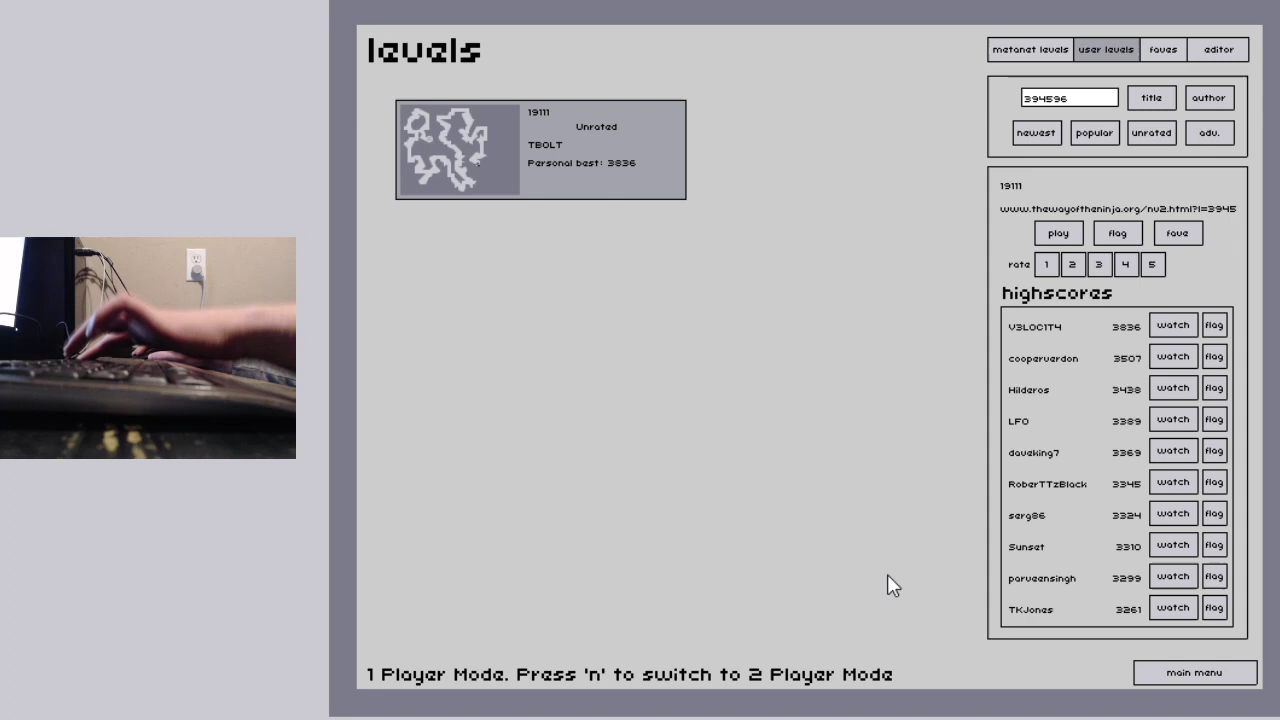 levels
metanet levels
user levels
faves
editor
394596
title
author
newest
popular
unrated
adv.
19111
Unrated
TBOLT
Personal best: 3836
19111
www.thewayoftheninja.org/nv2.html?l=3945
play
flag
fave
rate 1 2 3 4 5
highscores
V3LOC1T4 3836 watch flag
cooperverdon 3507 watch flag
Hilderos 3438 watch flag
LFO 3389 watch flag
daveking7 3369 watch flag
RoberTTzBlack 3345 watch flag
serg86 3324 watch flag
Sunset 3310 watch flag
parveensingh 3299 watch flag
TKJones 3261 watch flag
1 Player Mode. Press 'n' to switch to 2 Player Mode
main menu